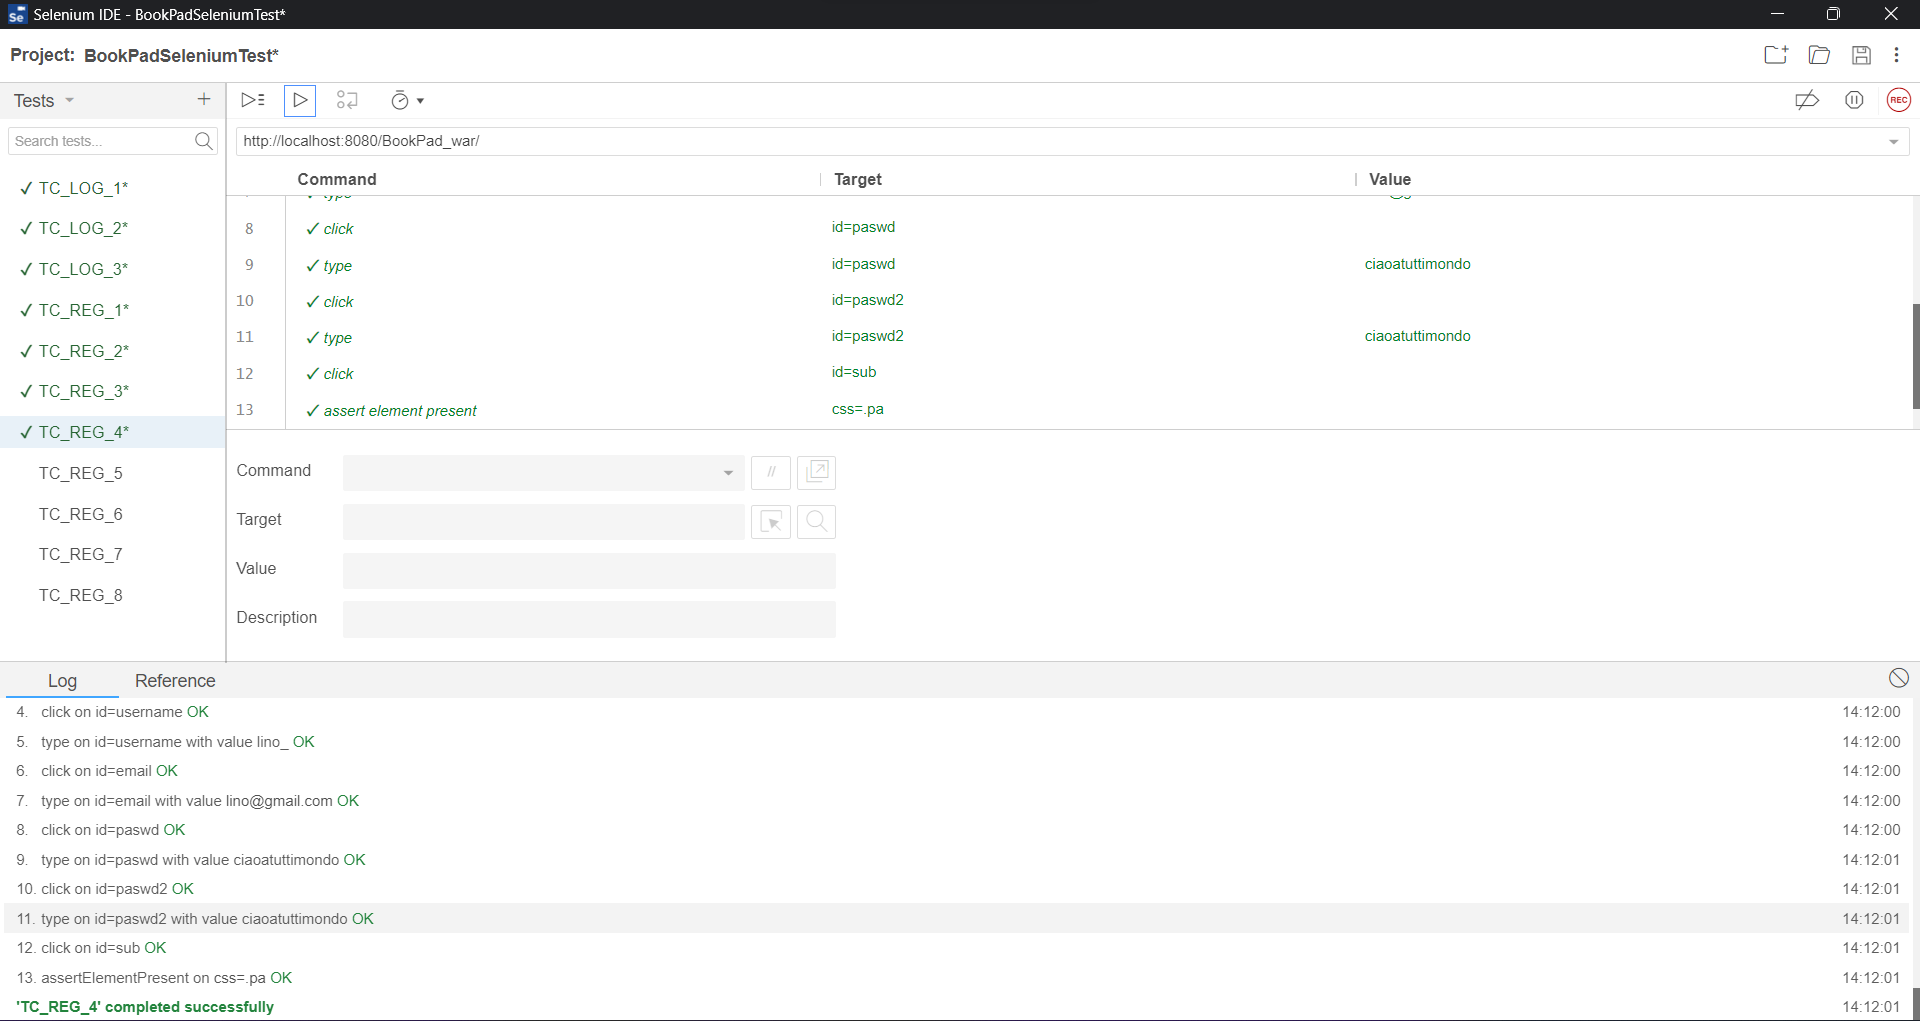 Selenium IDE - BookPadSeleniumTest*
Project: BookPadSeleniumTest*
Tests
REC
Search tests...
http://localhost:8080/BookPad_war/
Command Target Value
TC_LOG_1*
TC_LOG_2*
TC_LOG_3*
TC_REG_1*
TC_REG_2*
TC_REG_3*
TC_REG_4*
TC_REG_5
TC_REG_6
TC_REG_7
TC_REG_8
type
8 click id=paswd
9 type id=paswd ciaoatuttimondo
10 click id=paswd2
11 type id=paswd2 ciaoatuttimondo
12 click id=sub
13 assert element present css=.pa
Command //
Target
Value
Description
Log Reference
4. click on id=username OK 14:12:00
5. type on id=username with value lino_ OK 14:12:00
6. click on id=email OK 14:12:00
7. type on id=email with value lino@gmail.com OK 14:12:00
8. click on id=paswd OK 14:12:00
9. type on id=paswd with value ciaoatuttimondo OK 14:12:01
10. click on id=paswd2 OK 14:12:01
11. type on id=paswd2 with value ciaoatuttimondo OK 14:12:01
12. click on id=sub OK 14:12:01
13. assertElementPresent on css=.pa OK 14:12:01
'TC_REG_4' completed successfully 14:12:01